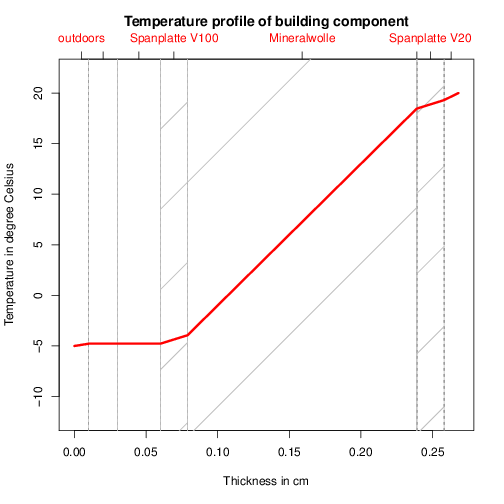 Temperature profile of building component
outdoors Spanplatte V100 Mineralwolle Spanplatte V20
20
15
10
5
0
−5
−10
Temperature in degree Celsius
0.00 0.05 0.10 0.15 0.20 0.25
Thickness in cm